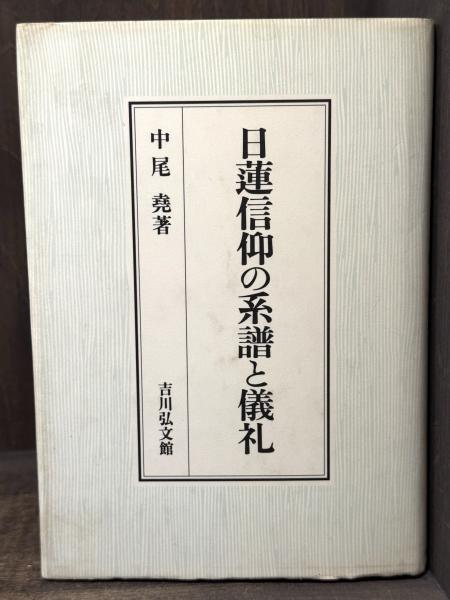 日蓮信仰の系譜と儀礼
中尾 堯著
吉川弘文館